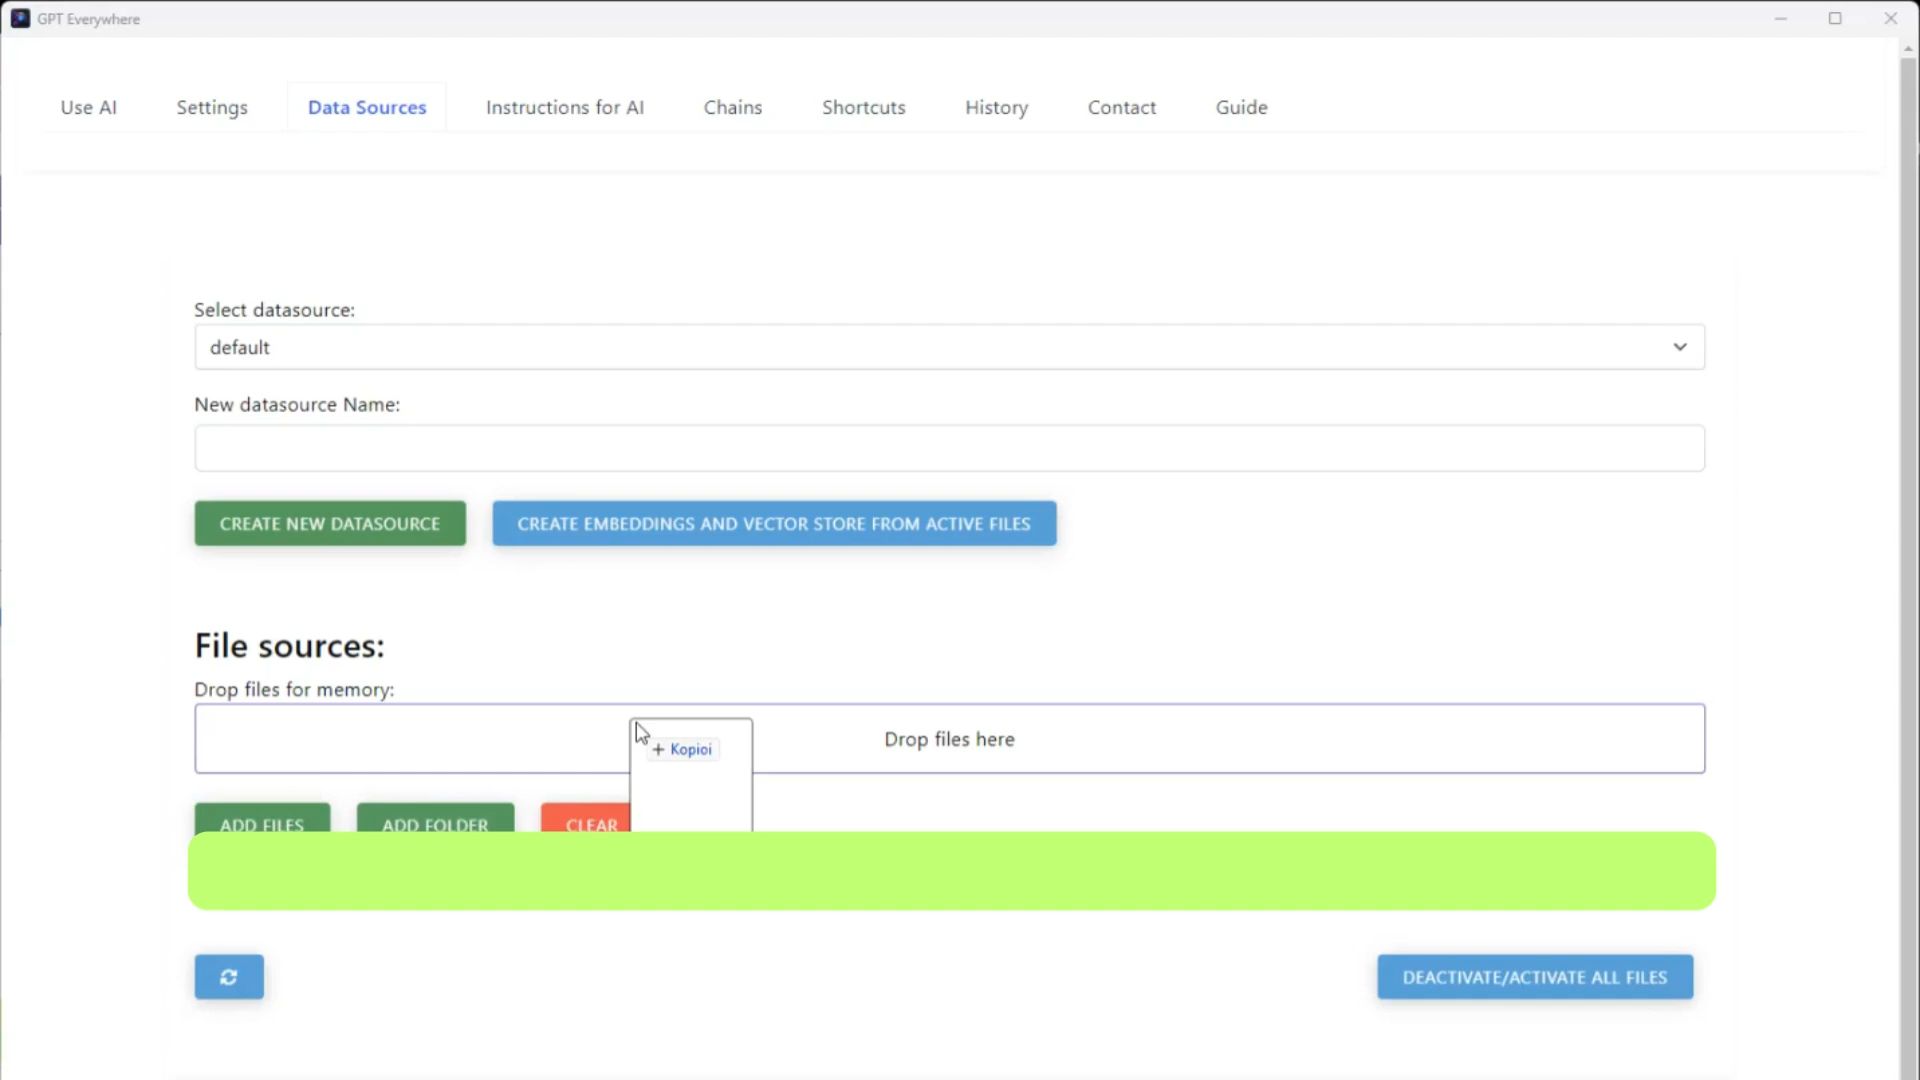 GPT Everywhere
Use AI Settings Data Sources Instructions for AI Chains Shortcuts History Contact Guide
Select datasource:
default
New datasource Name:
CREATE NEW DATASOURCE CREATE EMBEDDINGS AND VECTOR STORE FROM ACTIVE FILES
File sources:
Drop files for memory:
Drop files here
+ Kopioi
ADD FILES ADD FOLDER CLEAR
DEACTIVATE/ACTIVATE ALL FILES